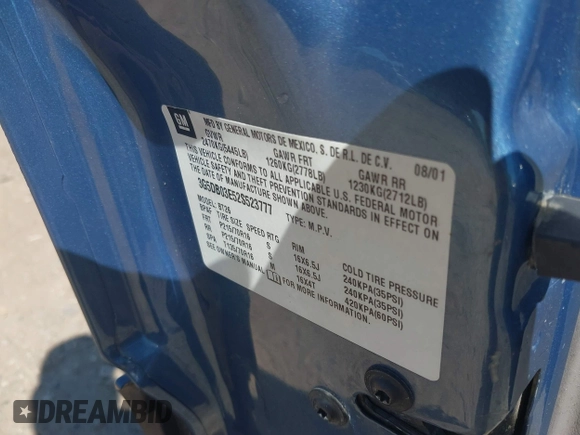 GM
MFD BY GENERAL MOTORS DE MEXICO, S. DE R.L. DE C.V. 08/01
GVWR GAWR FRT GAWR RR
2470KG(5445LB) 1260KG(2778LB) 1230KG(2712LB)
THIS VEHICLE CONFORMS TO ALL APPLICABLE U.S. FEDERAL MOTOR
VEHICLE SAFETY AND THEFT PREVENTION STANDARDS IN EFFECT ON
THE DATE OF MANUFACTURE SHOWN ABOVE.
3G5DB03E52S523777 TYPE: M.P.V.
MODEL: BT26
TIRE SIZE SPEED RTG RIM COLD TIRE PRESSURE
FRT P215/70R16 S 16X6.5J 240KPA(35PSI)
RR P215/70R16 S 16X6.5J 240KPA(35PSI)
SPA T135/70R16 M 16X4T 420KPA(60PSI)
SEE OWNER'S MANUAL FOR MORE INFORMATION.
DREAMBID